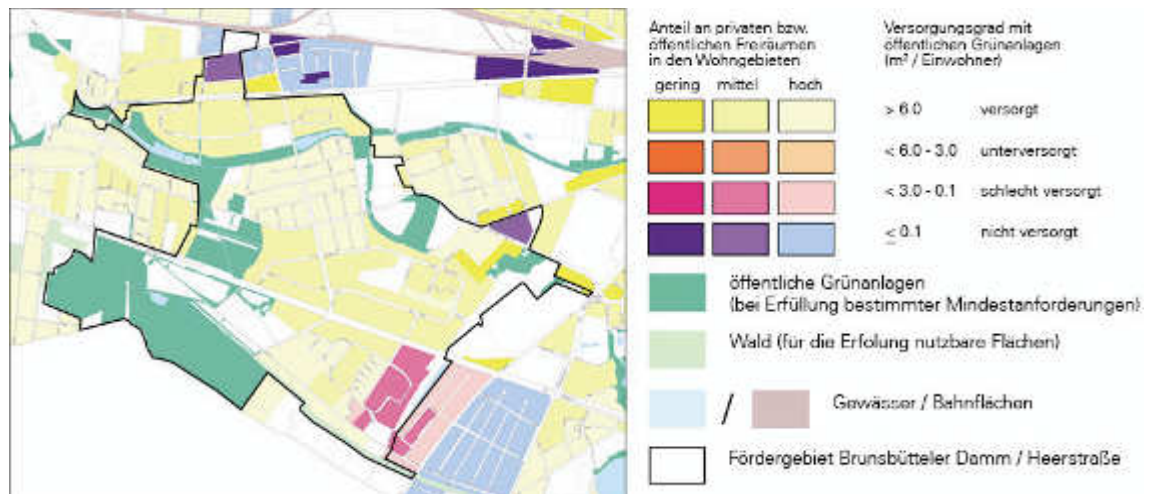 Anteil an privaten bzw.
öffentlichen Freiräumen
in den Wohngebieten
gering mittel hoch
Versorgungsgrad mit
öffentlichen Grünanlagen
(m² / Einwohner)
> 6.0 versorgt
< 6.0 - 3.0 unterversorgt
< 3.0 - 0.1 schlecht versorgt
≤ 0.1 nicht versorgt
öffentliche Grünanlagen
(bei Erfüllung bestimmter Mindestanforderungen)
Wald (für die Erfolung nutzbare Flächen)
/ Gewässer / Bahnflächen
Fördergebiet Brunsbütteler Damm / Heerstraße